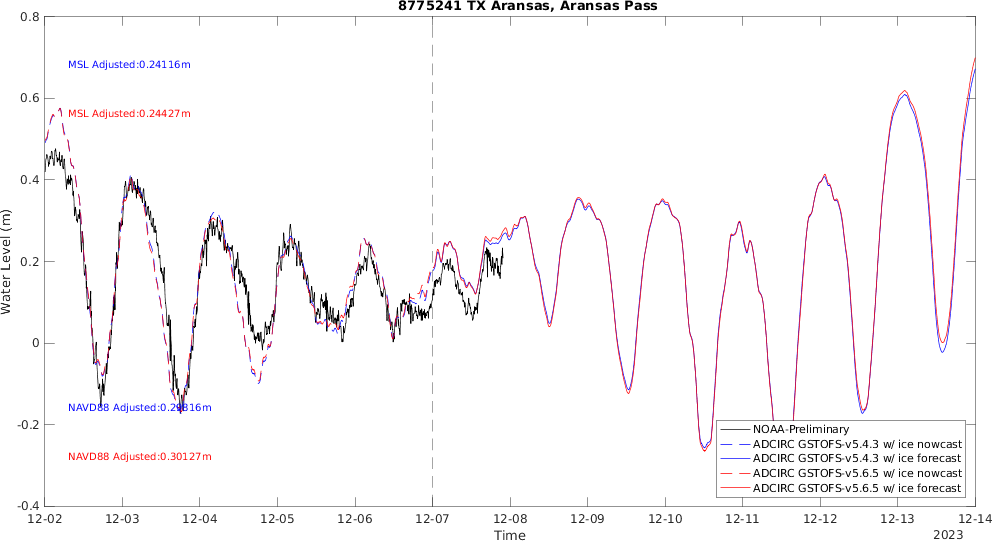 8775241 TX Aransas, Aransas Pass
0.8
0.6
0.4
0.2
0
-0.2
-0.4
Water Level (m)
MSL Adjusted:0.24116m
MSL Adjusted:0.24427m
NAVD88 Adjusted:0.29816m
NAVD88 Adjusted:0.30127m
NOAA-Preliminary
ADCIRC GSTOFS-v5.4.3 w/ ice nowcast
ADCIRC GSTOFS-v5.4.3 w/ ice forecast
ADCIRC GSTOFS-v5.6.5 w/ ice nowcast
ADCIRC GSTOFS-v5.6.5 w/ ice forecast
12-02 12-03 12-04 12-05 12-06 12-07 12-08 12-09 12-10 12-11 12-12 12-13 12-14
Time
2023